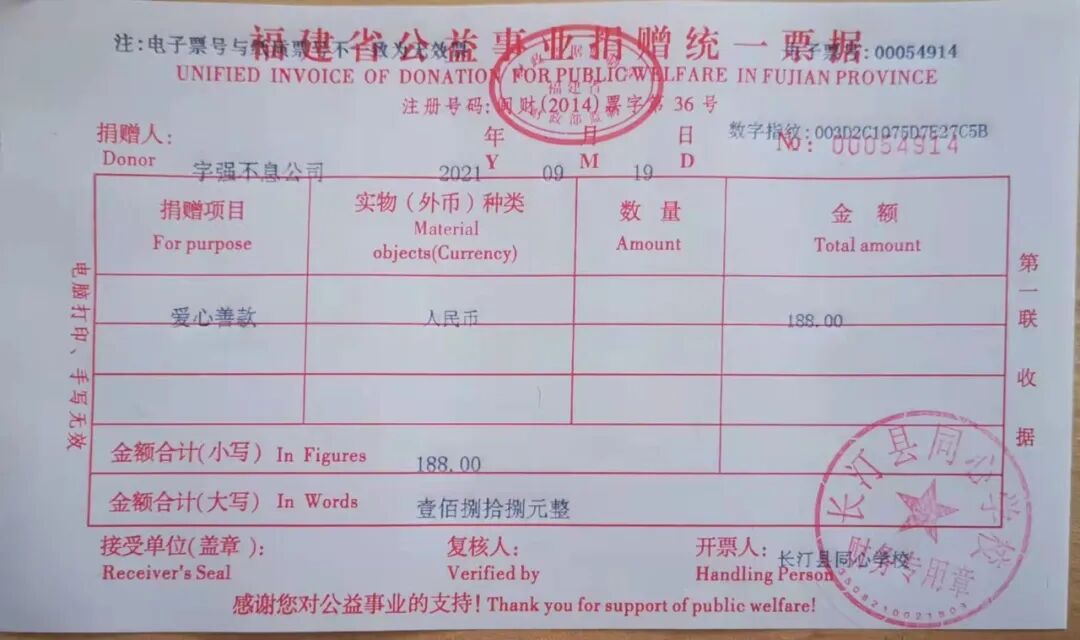 福建省公益事业捐赠统一票据
注:电子票号与
不一致为无效票
电子票号:00054914
UNIFIED INVOICE OF DONATION FOR PUBLIC WELFARE IN FUJIAN PROVINCE
福建省
财政部监制
注册号码:闽财(2014)票字第 36 号
捐赠人:
Donor
字强不息公司
年 月 日
Y M D
2021 09 19
数字指纹:003D2C1075D7E27C5B
No: 00054914
捐赠项目 实物(外币)种类 数 量 金 额
For purpose Material objects(Currency) Amount Total amount
爱心善款 人民币 188.00
金额合计(小写) In Figures 188.00
金额合计(大写) In Words 壹佰捌拾捌元整
电脑打印、手写无效
第一联 收据
接受单位(盖章): 复核人: 开票人: 长汀县同心学校
Receiver's Seal Verified by Handling Person
长汀县同心学校
财务专用章
感谢您对公益事业的支持! Thank you for support of public welfare!